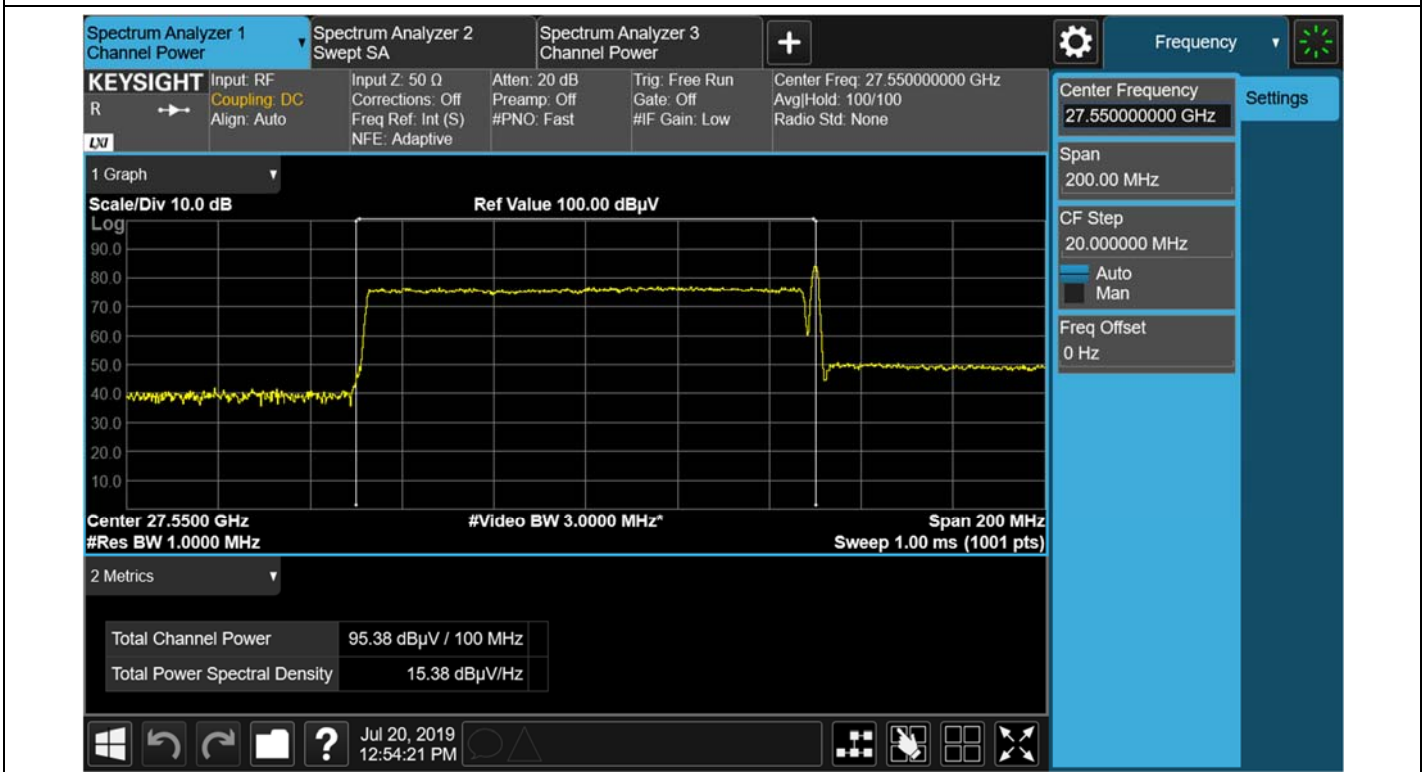 Spectrum Analyzer 1
Channel Power
Spectrum Analyzer 2
Swept SA
Spectrum Analyzer 3
Channel Power
+
Frequency
KEYSIGHT
R
LXI
Input: RF
Coupling: DC
Align: Auto
Input Z: 50 Ω
Corrections: Off
Freq Ref: Int (S)
NFE: Adaptive
Atten: 20 dB
Preamp: Off
#PNO: Fast
Trig: Free Run
Gate: Off
#IF Gain: Low
Center Freq: 27.550000000 GHz
Avg|Hold: 100/100
Radio Std: None
Center Frequency
27.550000000 GHz
Settings
Span
200.00 MHz
CF Step
20.000000 MHz
Auto
Man
Freq Offset
0 Hz
1 Graph
Scale/Div 10.0 dB
Ref Value 100.00 dBµV
Log
90.0
80.0
70.0
60.0
50.0
40.0
30.0
20.0
10.0
Center 27.5500 GHz
#Video BW 3.0000 MHz*
Span 200 MHz
#Res BW 1.0000 MHz
Sweep 1.00 ms (1001 pts)
2 Metrics
Total Channel Power 95.38 dBµV / 100 MHz
Total Power Spectral Density 15.38 dBµV/Hz
?
Jul 20, 2019
12:54:21 PM